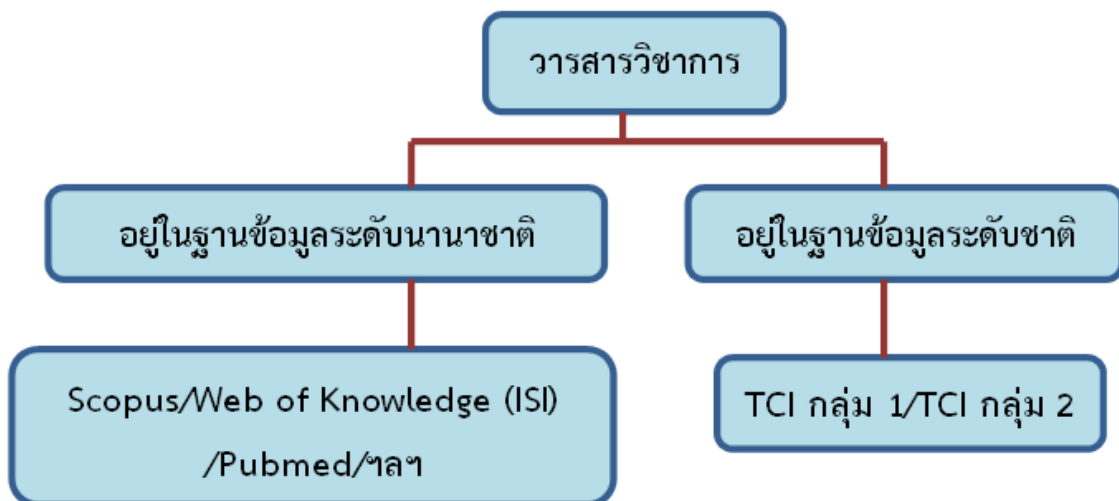 วารสารวิชาการ
อยู่ในฐานข้อมูลระดับนานาชาติ
อยู่ในฐานข้อมูลระดับชาติ
Scopus/Web of Knowledge (ISI)
/Pubmed/ฯลฯ
TCI กลุ่ม 1/TCI กลุ่ม 2